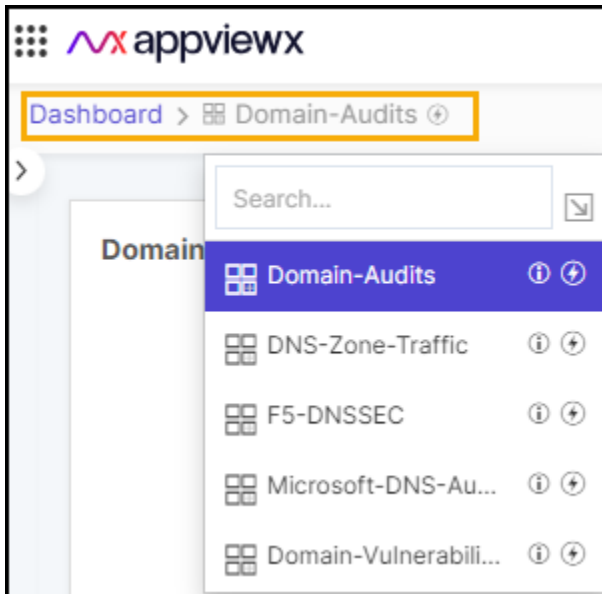 appviewx
Dashboard > Domain-Audits
Search...
Domain
Domain-Audits
DNS-Zone-Traffic
F5-DNSSEC
Microsoft-DNS-Au...
Domain-Vulnerabili...